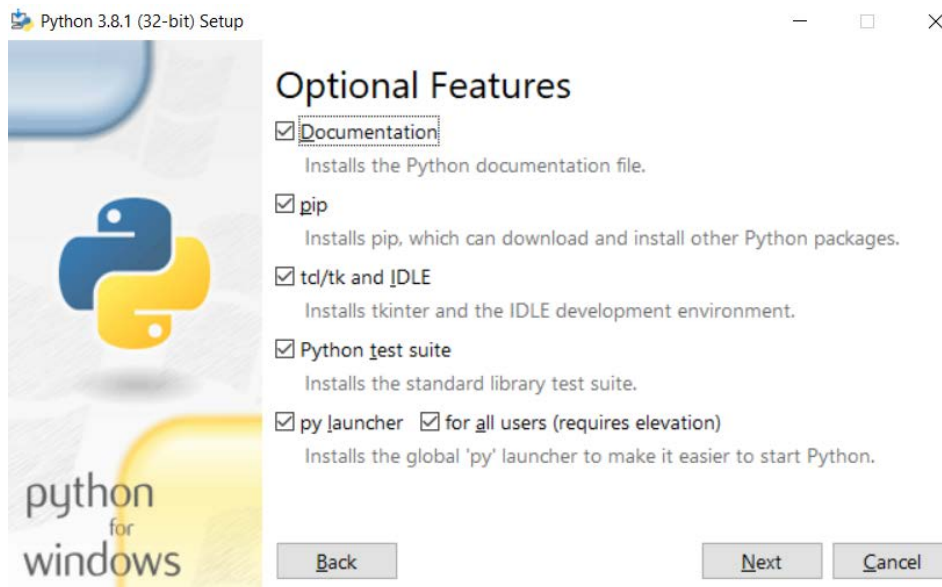 Python 3.8.1 (32-bit) Setup
Optional Features
Documentation
Installs the Python documentation file.
pip
Installs pip, which can download and install other Python packages.
tcl/tk and IDLE
Installs tkinter and the IDLE development environment.
Python test suite
Installs the standard library test suite.
py launcher for all users (requires elevation)
Installs the global 'py' launcher to make it easier to start Python.
python
for
windows
Back Next Cancel